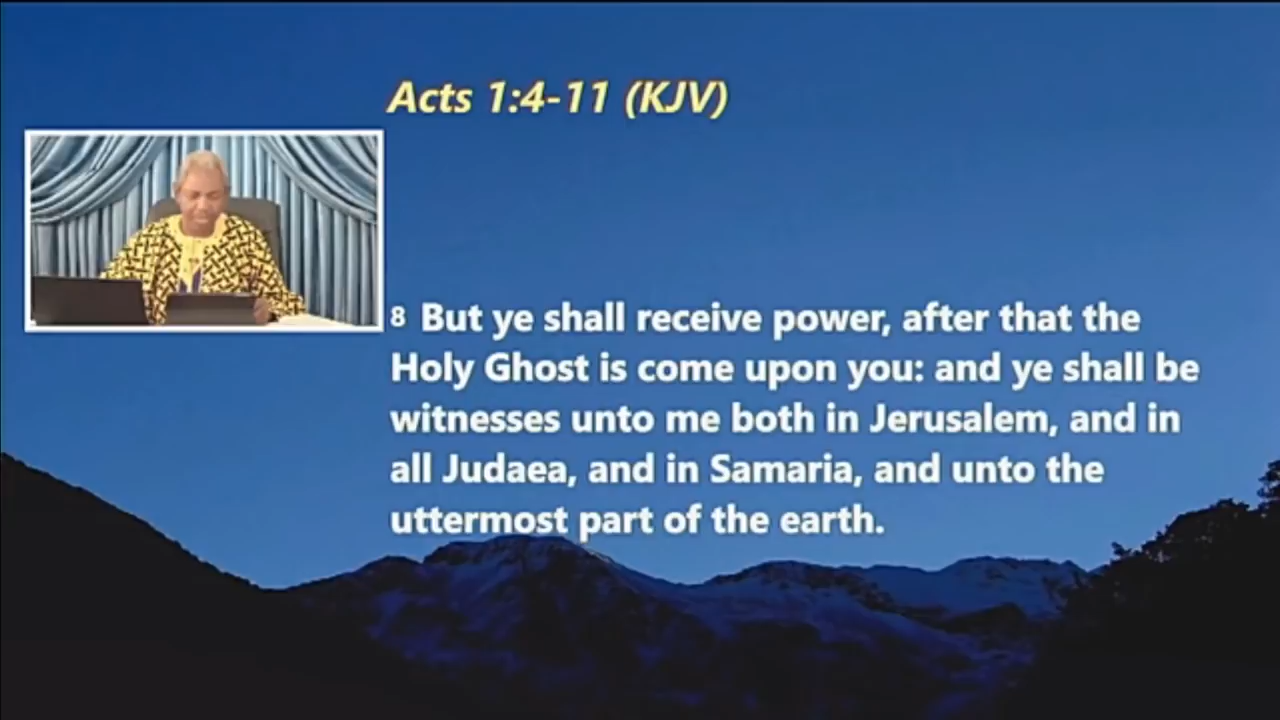 Acts 1:4-11 (KJV)
8 But ye shall receive power, after that the
Holy Ghost is come upon you: and ye shall be
witnesses unto me both in Jerusalem, and in
all Judaea, and in Samaria, and unto the
uttermost part of the earth.